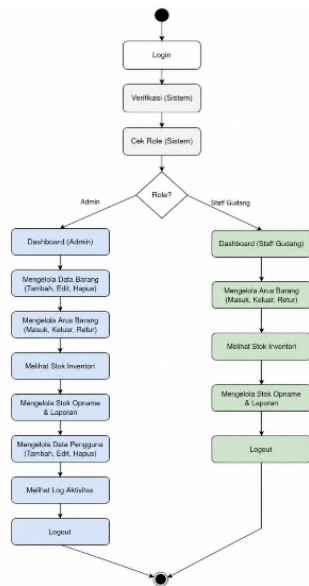 Login
Verifikasi (Sistem)
Cek Role (Sistem)
Role?
Admin
Staff Gudang
Dashboard (Admin)
Mengelola Data Barang
(Tambah, Edit, Hapus)
Mengelola Arus Barang
(Masuk, Keluar, Retur)
Melihat Stok Inventori
Mengelola Stok Opname
& Laporan
Mengelola Data Pengguna
(Tambah, Edit, Hapus)
Melihat Log Aktivitas
Logout
Dashboard (Staff Gudang)
Mengelola Arus Barang
(Masuk, Keluar, Retur)
Melihat Stok Inventori
Mengelola Stok Opname
& Laporan
Logout